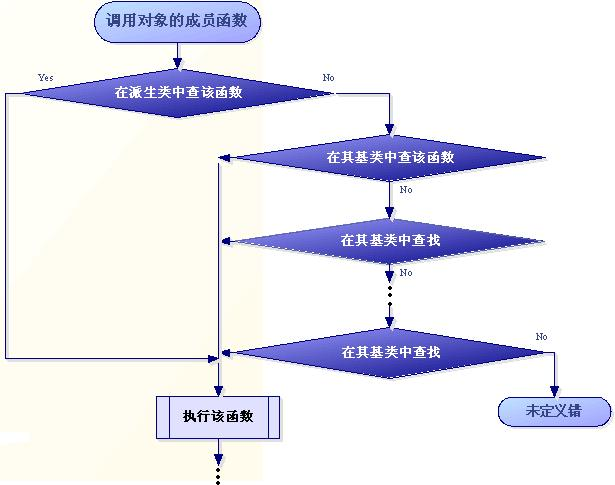 调用对象的成员函数
Yes
No
在派生类中查该函数
在其基类中查该函数
No
在其基类中查找
No
在其基类中查找
No
执行该函数
未定义错